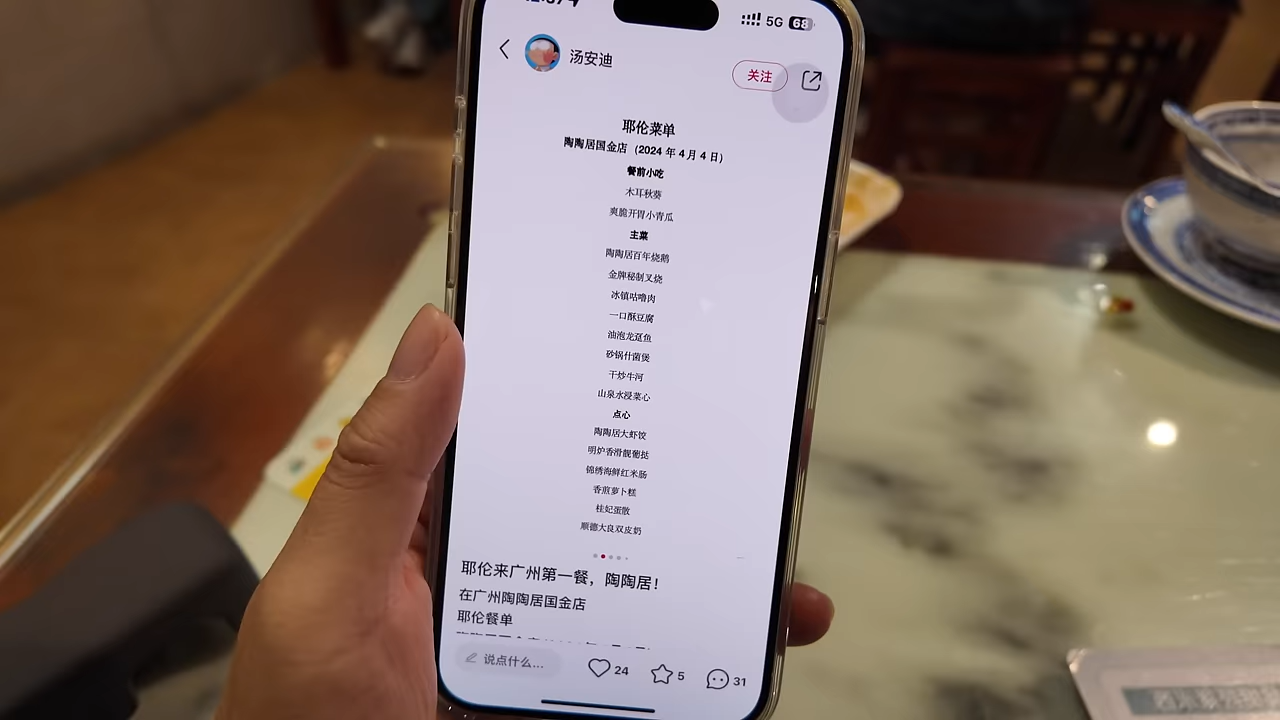 5G 68
汤安迪
关注
耶伦菜单
陶陶居国金店（2024 年 4 月 4 日）
餐前小吃
木耳秋葵
爽脆开胃小青瓜
主菜
陶陶居百年烧鹅
金牌秘制叉烧
冰镇咕噜肉
一口酥豆腐
油泡龙趸鱼
砂锅什菌煲
干炒牛河
山泉水浸菜心
点心
陶陶居大虾饺
明炉香滑靓葡挞
锦绣海鲜红米肠
香煎萝卜糕
桂妃蛋散
顺德大良双皮奶
耶伦来广州第一餐，陶陶居！
在广州陶陶居国金店
耶伦餐单
说点什么...
24
5
31